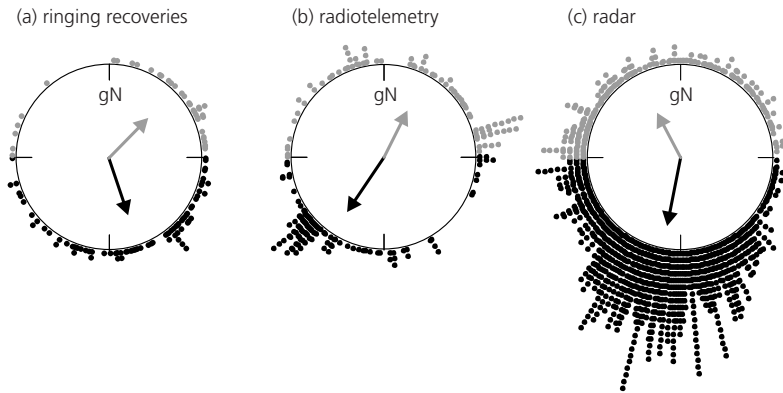 (a) ringing recoveries
(b) radiotelemetry
(c) radar
gN
gN
gN